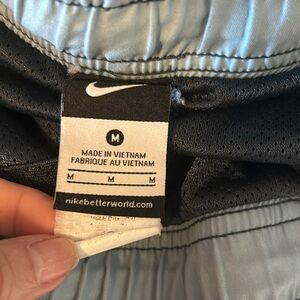 M
MADE IN VIETNAM
FABRIQUE AU VIETNAM
M M M
nikebetterworld.com